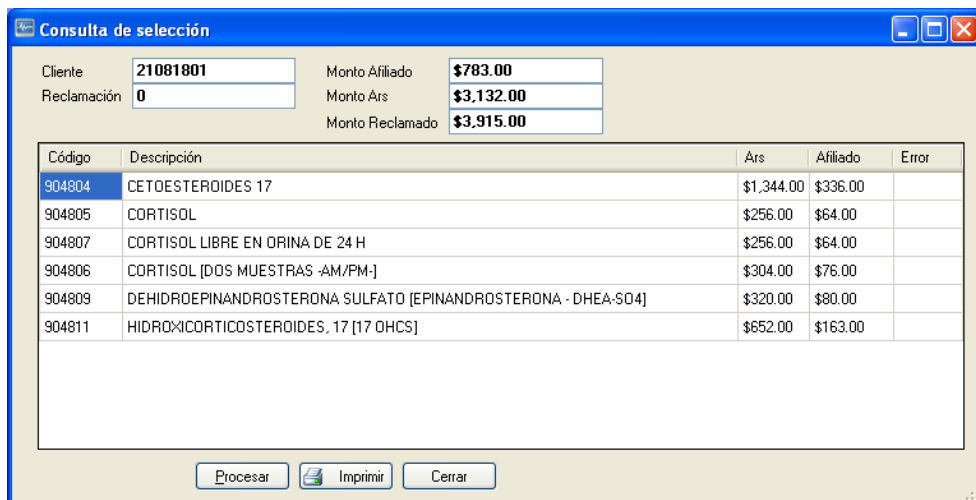 Consulta de selección
Cliente 21081801 Monto Afiliado $783.00
Reclamación 0 Monto Ars $3,132.00
Monto Reclamado $3,915.00
Código Descripción Ars Afiliado Error
904804 CETOESTEROIDES 17 $1,344.00 $336.00
904805 CORTISOL $256.00 $64.00
904807 CORTISOL LIBRE EN ORINA DE 24 H $256.00 $64.00
904806 CORTISOL [DOS MUESTRAS -AM/PM-] $304.00 $76.00
904809 DEHIDROEPINANDROSTERONA SULFATO [EPINANDROSTERONA - DHEA-SO4] $320.00 $80.00
904811 HIDROXICORTICOSTEROIDES, 17 [17 OHCS] $652.00 $163.00
Procesar Imprimir Cerrar